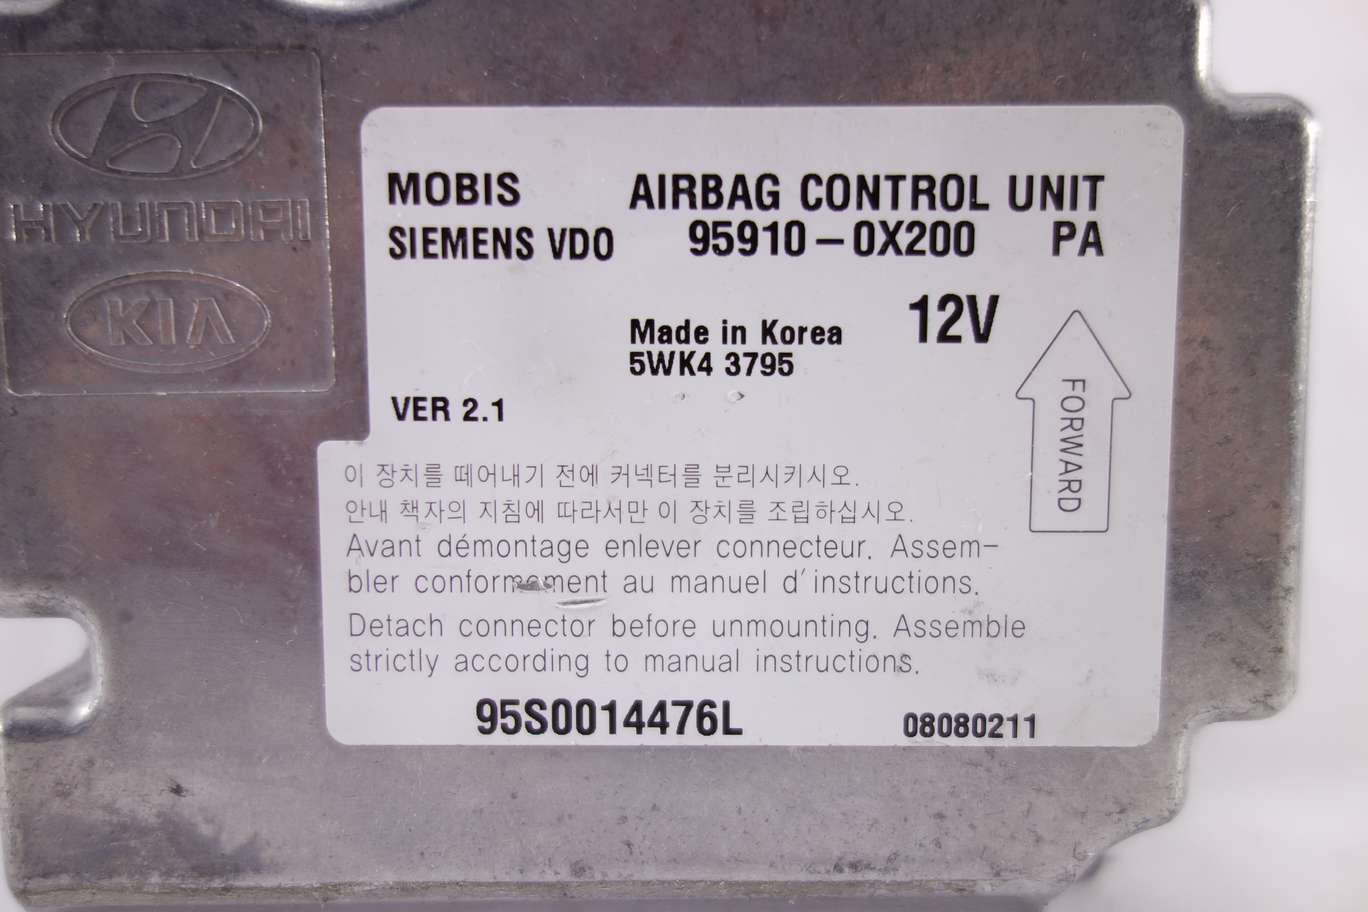 HYUNDAI
KIA
MOBIS AIRBAG CONTROL UNIT
SIEMENS VDO 95910-0X200 PA
Made in Korea 12V
5WK4 3795
VER 2.1
FORWARD
이 장치를 떼어내기 전에 커넥터를 분리시키시오.
안내 책자의 지침에 따라서만 이 장치를 조립하십시오.
Avant démontage enlever connecteur. Assem-
bler conformement au manuel d'instructions.
Detach connector before unmounting. Assemble
strictly according to manual instructions.
95S0014476L 08080211